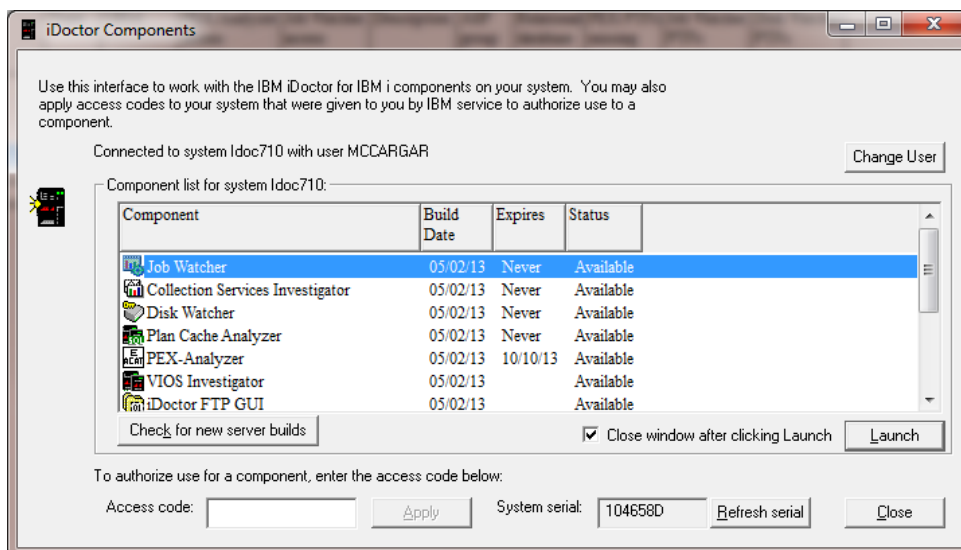 iDoctor Components
Use this interface to work with the IBM iDoctor for IBM i components on your system. You may also
apply access codes to your system that were given to you by IBM service to authorize use to a
component.
Connected to system Idoc710 with user MCCARGAR
Change User
Component list for system Idoc710:
Component Build Date Expires Status
Job Watcher 05/02/13 Never Available
Collection Services Investigator 05/02/13 Never Available
Disk Watcher 05/02/13 Never Available
Plan Cache Analyzer 05/02/13 Never Available
PEX-Analyzer 05/02/13 10/10/13 Available
VIOS Investigator 05/02/13 Available
iDoctor FTP GUI 05/02/13 Available
Check for new server builds
Close window after clicking Launch
Launch
To authorize use for a component, enter the access code below:
Access code:
Apply
System serial: 104658D
Refresh serial
Close